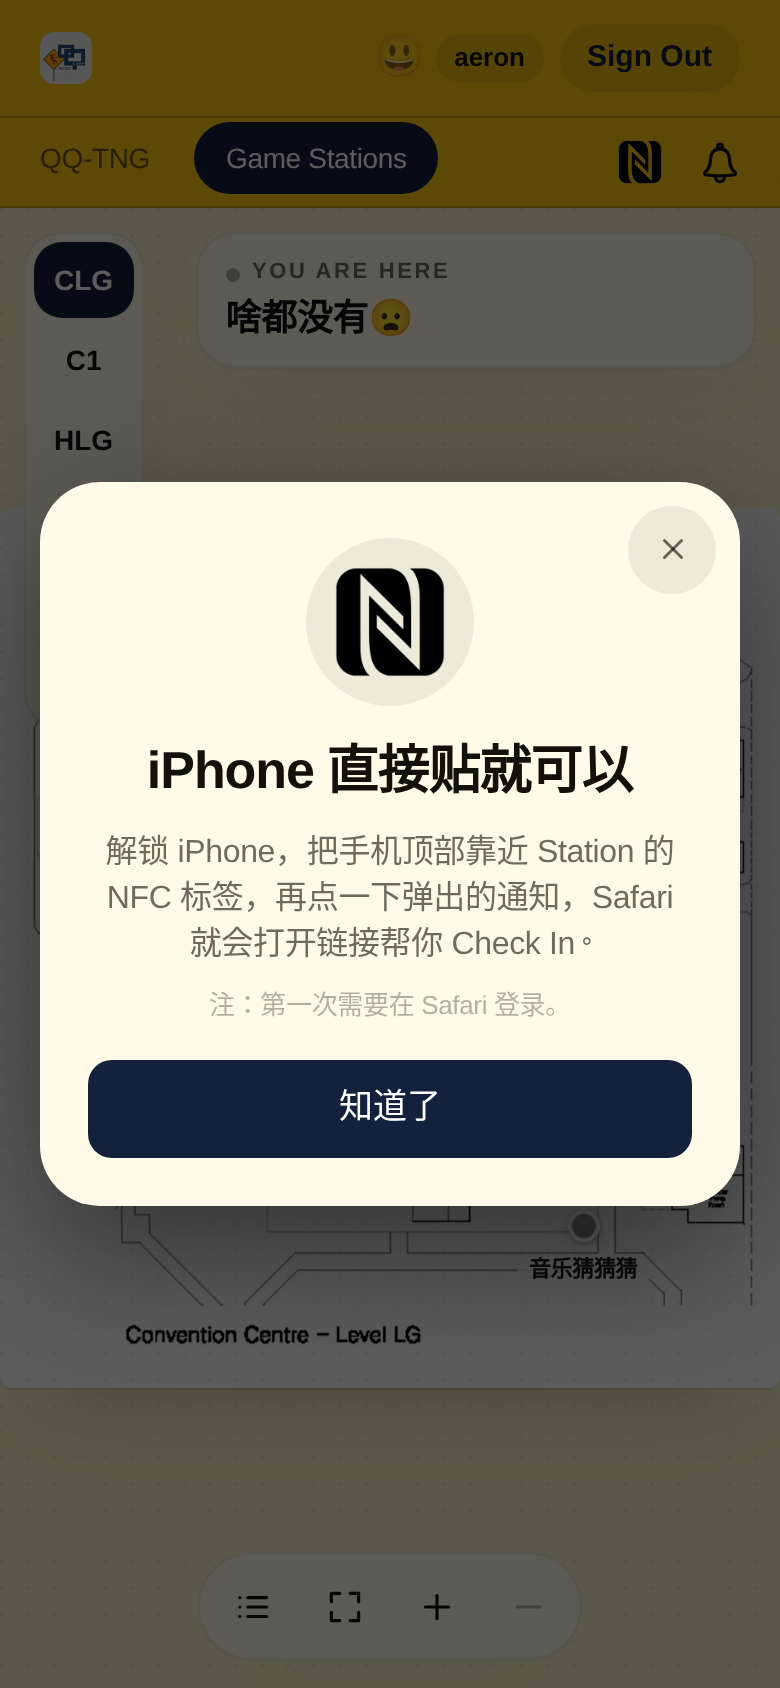 aeron
Sign Out
QQ-TNG
Game Stations
CLG
YOU ARE HERE
啥都没有😦
C1
HLG
iPhone 直接贴就可以
解锁 iPhone，把手机顶部靠近 Station 的
NFC 标签，再点一下弹出的通知，Safari
就会打开链接帮你 Check In。
注：第一次需要在 Safari 登录。
知道了
音乐猜猜猜
Convention Centre - Level LG